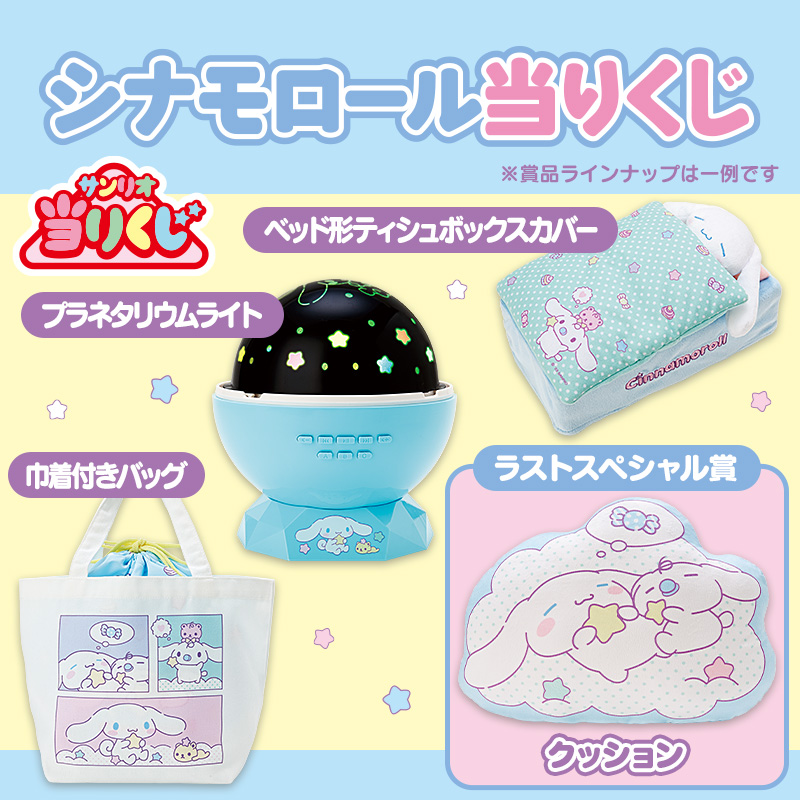 シナモロール当りくじ
※賞品ラインナップは一例です
サンリオ
当りくじ
ベッド形ティシュボックスカバー
プラネタリウムライト
Cinnamoroll
巾着付きバッグ
ラストスペシャル賞
クッション